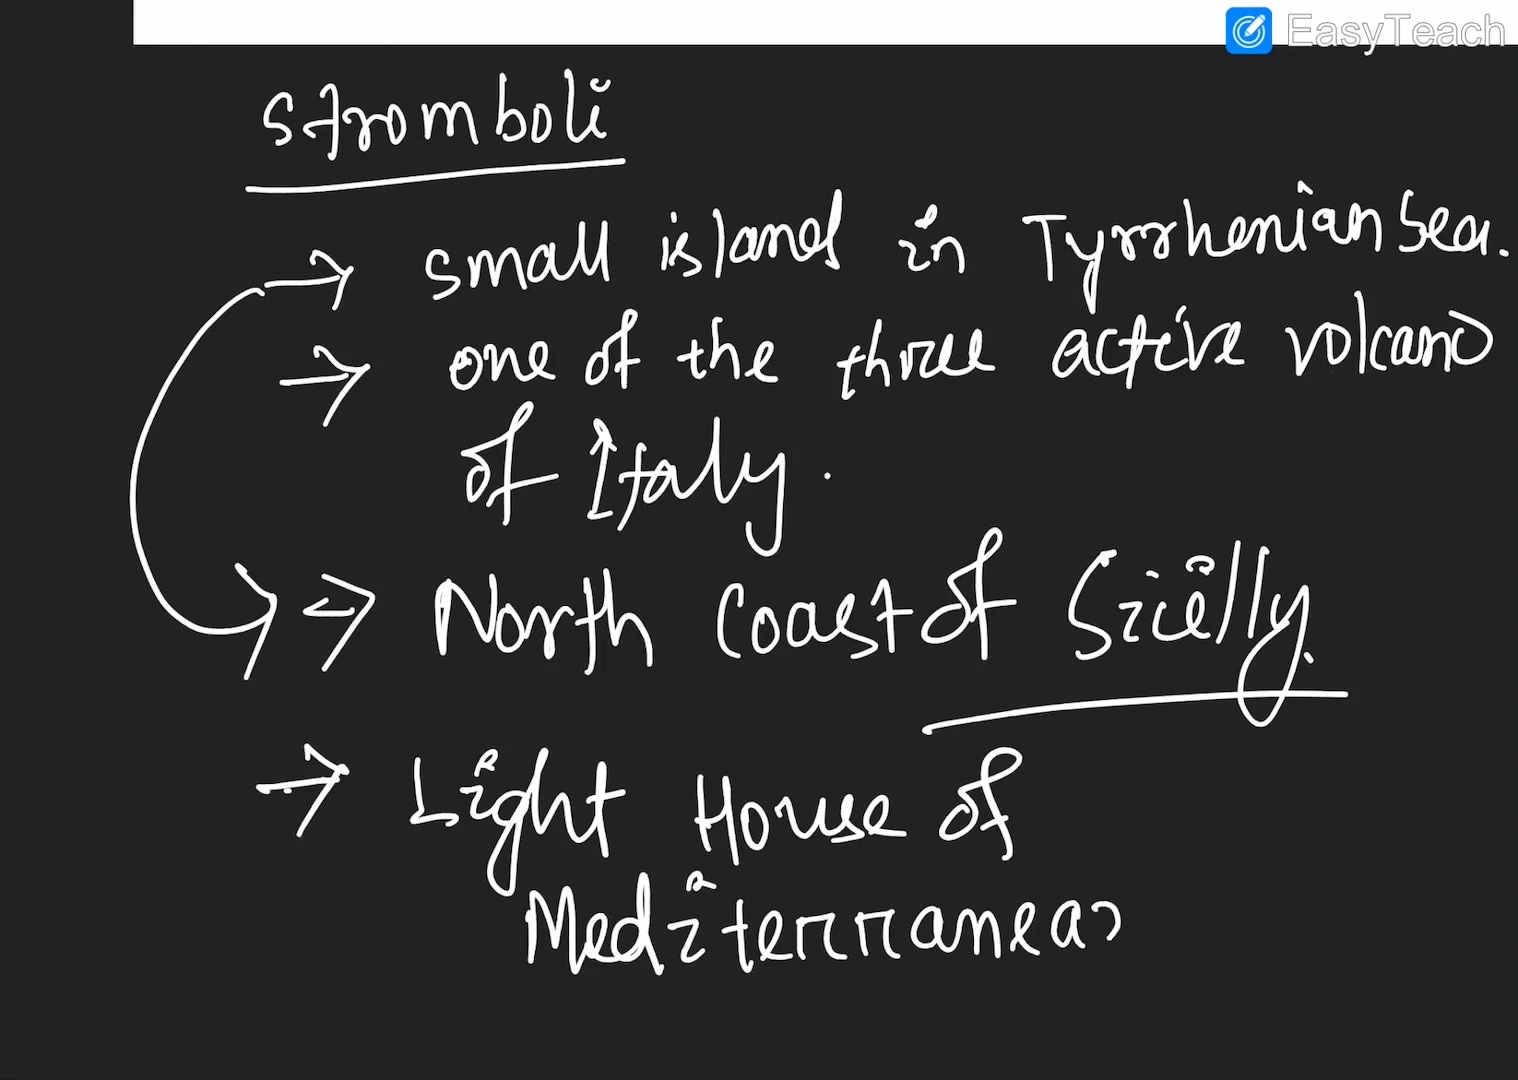 EasyTeach
Stromboli
→ small island in Tyrrhenian Sea.
→ one of the three active volcano
of Italy.
→ North Coast of Sicilly.
→ Light House of
Mediterranean